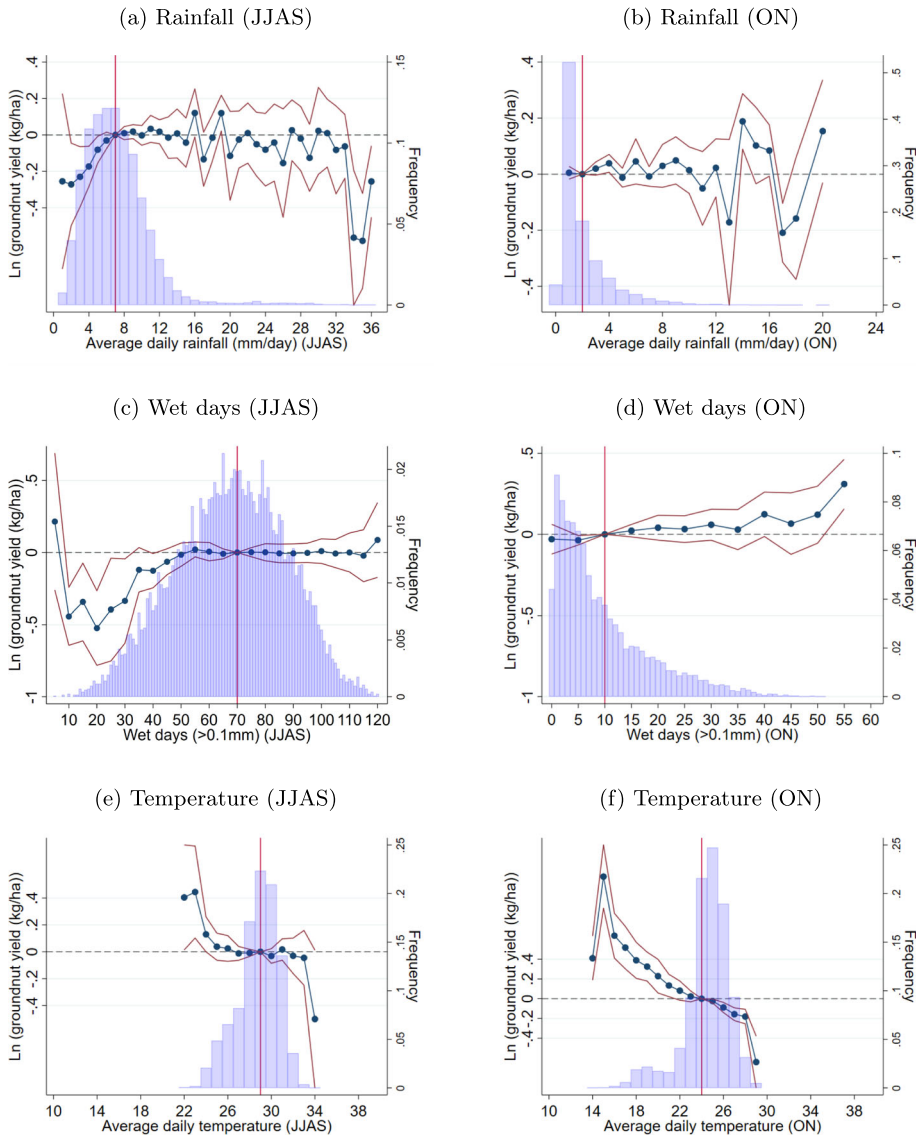 (a) Rainfall (JJAS)
Ln (groundnut yield (kg/ha))
.4
.2
0
-.2
-.4
.15
.1
.05
0
Frequency
0 4 8 12 16 20 24 28 32 36
Average daily rainfall (mm/day) (JJAS)
(b) Rainfall (ON)
Ln (groundnut yield (kg/ha))
.4
.2
0
-.2
-.4
.5
.4
.3
.2
.1
0
Frequency
0 4 8 12 16 20 24
Average daily rainfall (mm/day) (ON)
(c) Wet days (JJAS)
Ln (groundnut yield (kg/ha))
.5
0
-.5
-1
.02
.015
.01
.005
0
Frequency
10 20 30 40 50 60 70 80 90 100 110 120
Wet days (>0.1mm) (JJAS)
(d) Wet days (ON)
Ln (groundnut yield (kg/ha))
.5
0
-.5
-1
.1
.08
.06
.04
.02
0
Frequency
0 5 10 15 20 25 30 35 40 45 50 55 60
Wet days (>0.1mm) (ON)
(e) Temperature (JJAS)
Ln (groundnut yield (kg/ha))
.4
.2
0
-.2
-.4
.25
.2
.15
.1
.05
0
Frequency
10 14 18 22 26 30 34 38
Average daily temperature (JJAS)
(f) Temperature (ON)
Ln (groundnut yield (kg/ha))
.4
.2
0
-.2
-.4
.25
.2
.15
.1
.05
0
Frequency
10 14 18 22 26 30 34 38
Average daily temperature (ON)